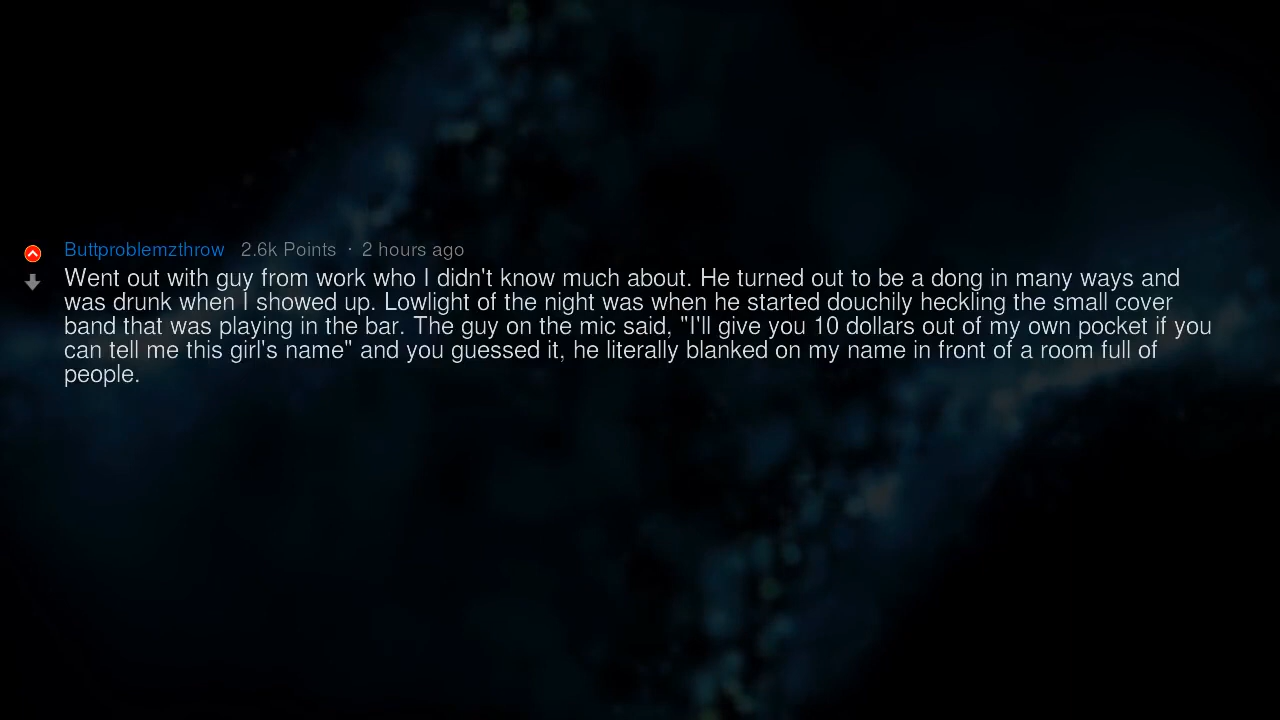 Buttproblemzthrow 2.6k Points · 2 hours ago
Went out with guy from work who I didn't know much about. He turned out to be a dong in many ways and
was drunk when I showed up. Lowlight of the night was when he started douchily heckling the small cover
band that was playing in the bar. The guy on the mic said, "I'll give you 10 dollars out of my own pocket if you
can tell me this girl's name" and you guessed it, he literally blanked on my name in front of a room full of
people.